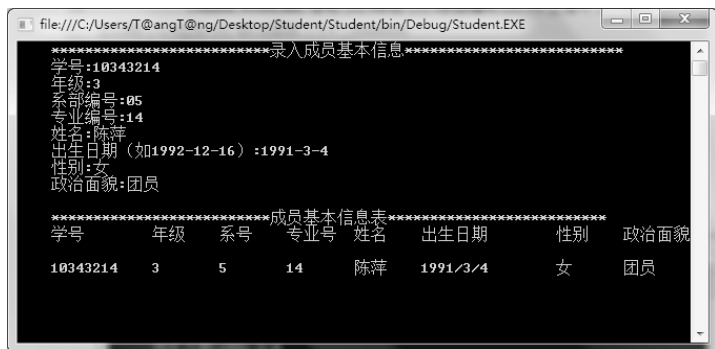 file:///C:/Users/T@angT@ng/Desktop/Student/Student/bin/Debug/Student.EXE
**************************录入成员基本信息**************************
学号:10343214
年级:3
系部编号:05
专业编号:14
姓名:陈萍
出生日期（如1992-12-16）:1991-3-4
性别:女
政治面貌:团员
**************************成员基本信息表**************************
学号 年级 系号 专业号 姓名 出生日期 性别 政治面貌
10343214 3 5 14 陈萍 1991/3/4 女 团员